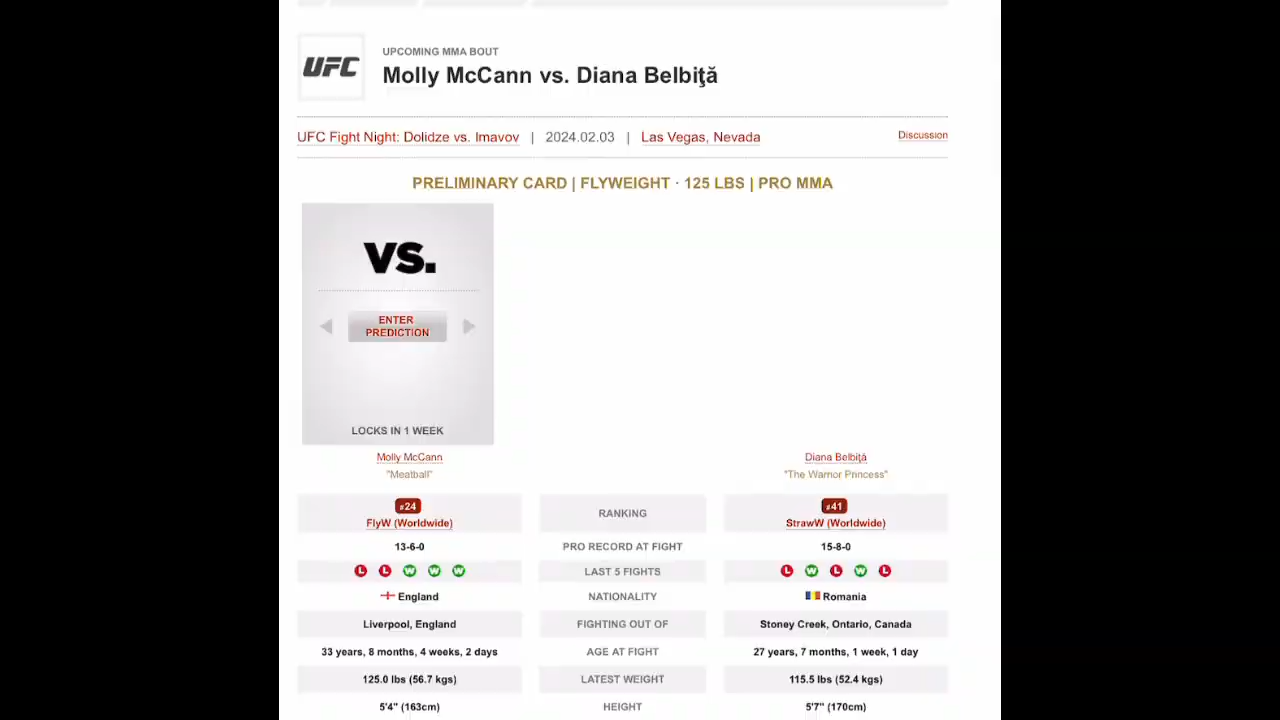 UFC
UPCOMING MMA BOUT
Molly McCann vs. Diana Belbiţă
UFC Fight Night: Dolidze vs. Imavov | 2024.02.03 | Las Vegas, Nevada Discussion
PRELIMINARY CARD | FLYWEIGHT · 125 LBS | PRO MMA
VS.
ENTER
PREDICTION
LOCKS IN 1 WEEK
Molly McCann Diana Belbiţă
"Meatball" "The Warrior Princess"
#24 RANKING #41
FlyW (Worldwide) StrawW (Worldwide)
13-6-0 PRO RECORD AT FIGHT 15-8-0
L L W W W LAST 5 FIGHTS L W L W L
England NATIONALITY Romania
Liverpool, England FIGHTING OUT OF Stoney Creek, Ontario, Canada
33 years, 8 months, 4 weeks, 2 days AGE AT FIGHT 27 years, 7 months, 1 week, 1 day
125.0 lbs (56.7 kgs) LATEST WEIGHT 115.5 lbs (52.4 kgs)
5'4" (163cm) HEIGHT 5'7" (170cm)